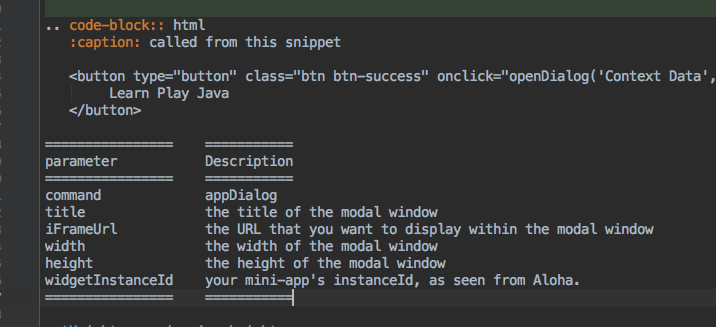 .. code-block:: html
:caption: called from this snippet
<button type="button" class="btn btn-success" onclick="openDialog('Context Data',
Learn Play Java
</button>
================ ===========
parameter Description
================ ===========
command appDialog
title the title of the modal window
iFrameUrl the URL that you want to display within the modal window
width the width of the modal window
height the height of the modal window
widgetInstanceId your mini-app's instanceId, as seen from Aloha.
================ ===========